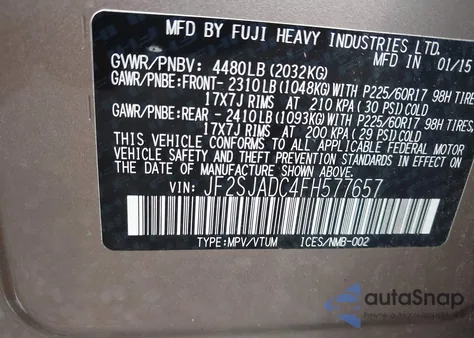 MFD. BY FUJI HEAVY INDUSTRIES LTD.
MFD. IN 01/15
GVWR/PNBV: 4480LB (2032KG)
GAWR/PNBE:FRONT- 2310LB (1048KG)WITH P225/60R17 98H TIRES,
17X7J RIMS AT 210 KPA (30 PSI) COLD
GAWR/PNBE:REAR - 2410LB (1093KG)WITH P225/60R17 98H TIRES,
17X7J RIMS AT 200 KPA (29 PSI) COLD
THIS VEHICLE CONFORMS TO ALL APPLICABLE FEDERAL MOTOR
VEHICLE SAFETY AND THEFT PREVENTION STANDARDS IN EFFECT ON
THE DATE OF MANUFACTURE SHOWN ABOVE.
VIN: JF2SJADC4FH577657
TYPE:MPV/VTUM ICES/NMB-002
autoSnap
POWERED BY AUTOBIDMASTER